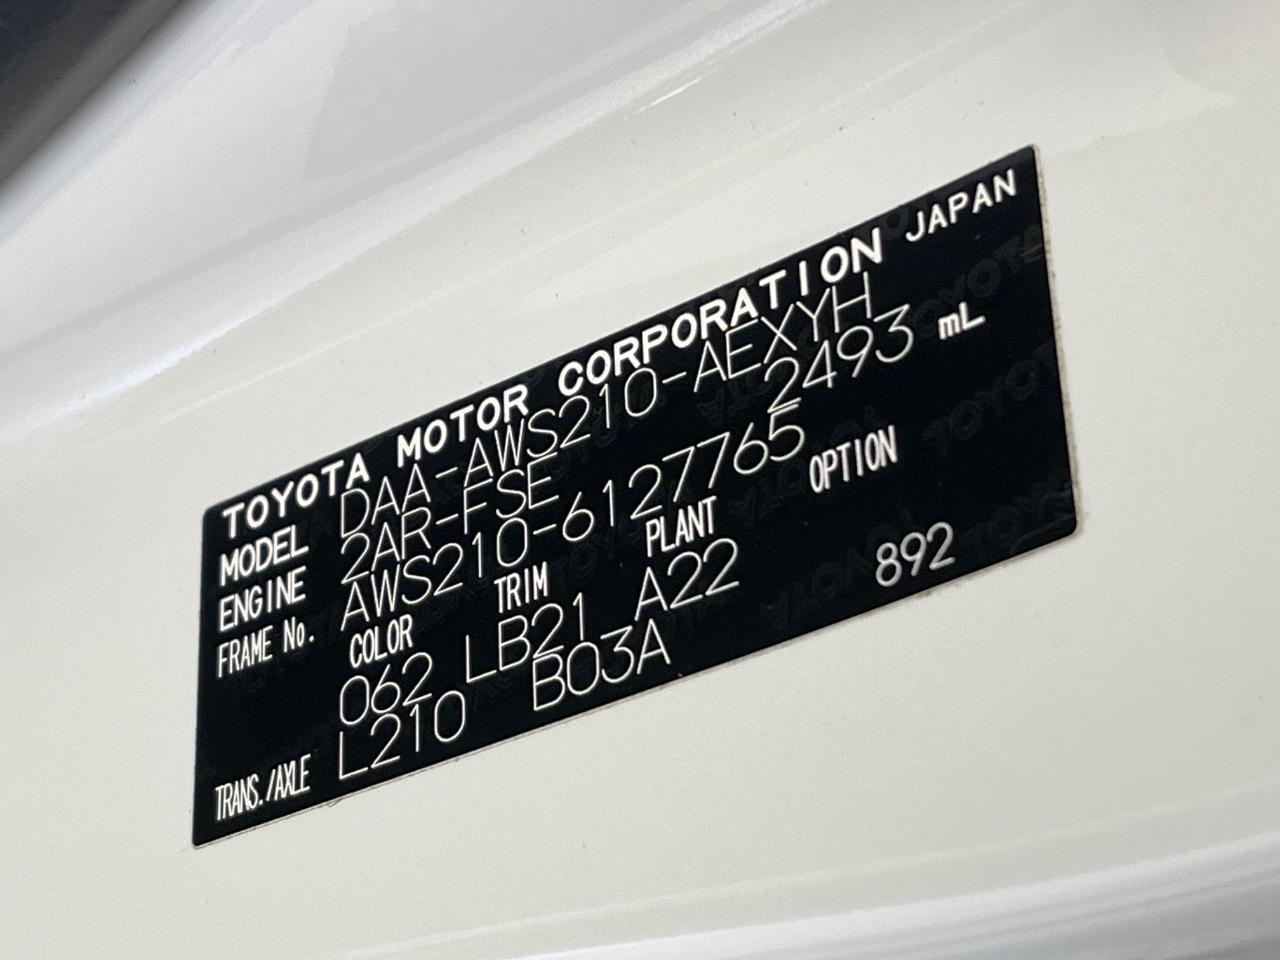 TOYOTA MOTOR CORPORATION JAPAN
MODEL DAA-AWS210-AEXYH
ENGINE 2AR-FSE 2493 mL
FRAME No. AWS210-6127765
COLOR TRIM PLANT OPTION
062 LB21 A22 892
TRANS./AXLE L210 B03A